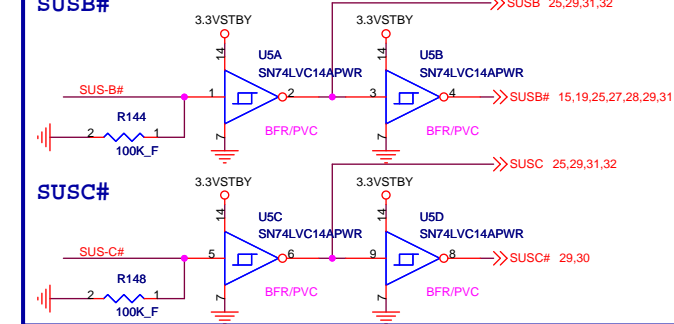 SUSB#
SUSB 25,29,31,32
3.3VSTBY
3.3VSTBY
14
U5A
SN74LVC14APWR
14
U5B
SN74LVC14APWR
SUS-B#
1
2
3
4
SUSB# 15,19,25,27,28,29,31
R144
2
1
100K_F
7
BFR/PVC
7
BFR/PVC
SUSC 25,29,31,32
SUSC#
3.3VSTBY
3.3VSTBY
14
U5C
SN74LVC14APWR
14
U5D
SN74LVC14APWR
SUS-C#
5
6
9
8
SUSC# 29,30
R148
2
1
100K_F
7
BFR/PVC
7
BFR/PVC